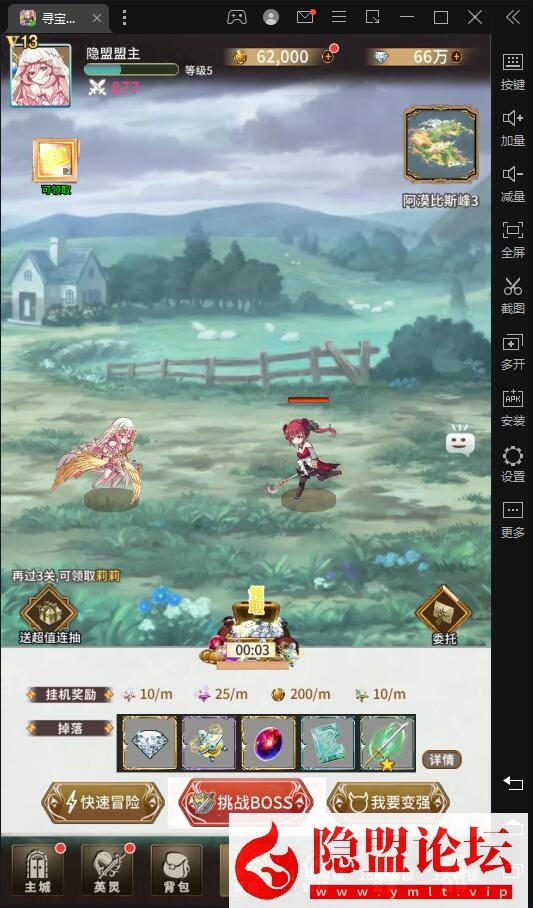 寻宝...
V13
隐盟盟主
等级5
877
62,000
66万
2
可领取
阿漠比斯峰3
再过3关,可领取莉莉
送超值连抽
领取
00:03
委托
挂机奖励
10/m
25/m
200/m
10/m
掉落
详情
快速冒险
挑战BOSS
我要变强
主城
英灵
背包
按键
加量
减量
全屏
截图
多开
APK
安装
设置
更多
隐盟论坛
www.ymlt.vip